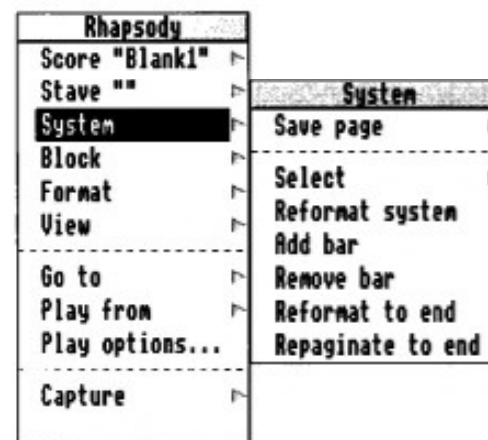 Rhapsody
Score "Blank1"
Stave ""
System
Block
Format
View
Go to
Play from
Play options...
Capture
System
Save page
Select
Reformat system
Add bar
Remove bar
Reformat to end
Repaginate to end